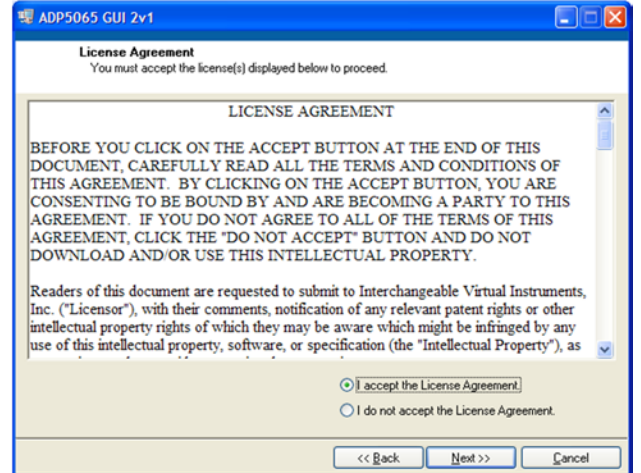 ADP5065 GUI 2v1
License Agreement
You must accept the license(s) displayed below to proceed.
LICENSE AGREEMENT
BEFORE YOU CLICK ON THE ACCEPT BUTTON AT THE END OF THIS
DOCUMENT, CAREFULLY READ ALL THE TERMS AND CONDITIONS OF
THIS AGREEMENT.  BY CLICKING ON THE ACCEPT BUTTON, YOU ARE
CONSENTING TO BE BOUND BY AND ARE BECOMING A PARTY TO THIS
AGREEMENT.  IF YOU DO NOT AGREE TO ALL OF THE TERMS OF THIS
AGREEMENT, CLICK THE "DO NOT ACCEPT" BUTTON AND DO NOT
DOWNLOAD AND/OR USE THIS INTELLECTUAL PROPERTY.
Readers of this document are requested to submit to Interchangeable Virtual Instruments,
Inc. ("Licensor"), with their comments, notification of any relevant patent rights or other
intellectual property rights of which they may be aware which might be infringed by any
use of this intellectual property, software, or specification (the "Intellectual Property"), as
I accept the License Agreement.
I do not accept the License Agreement.
<< Back Next >> Cancel